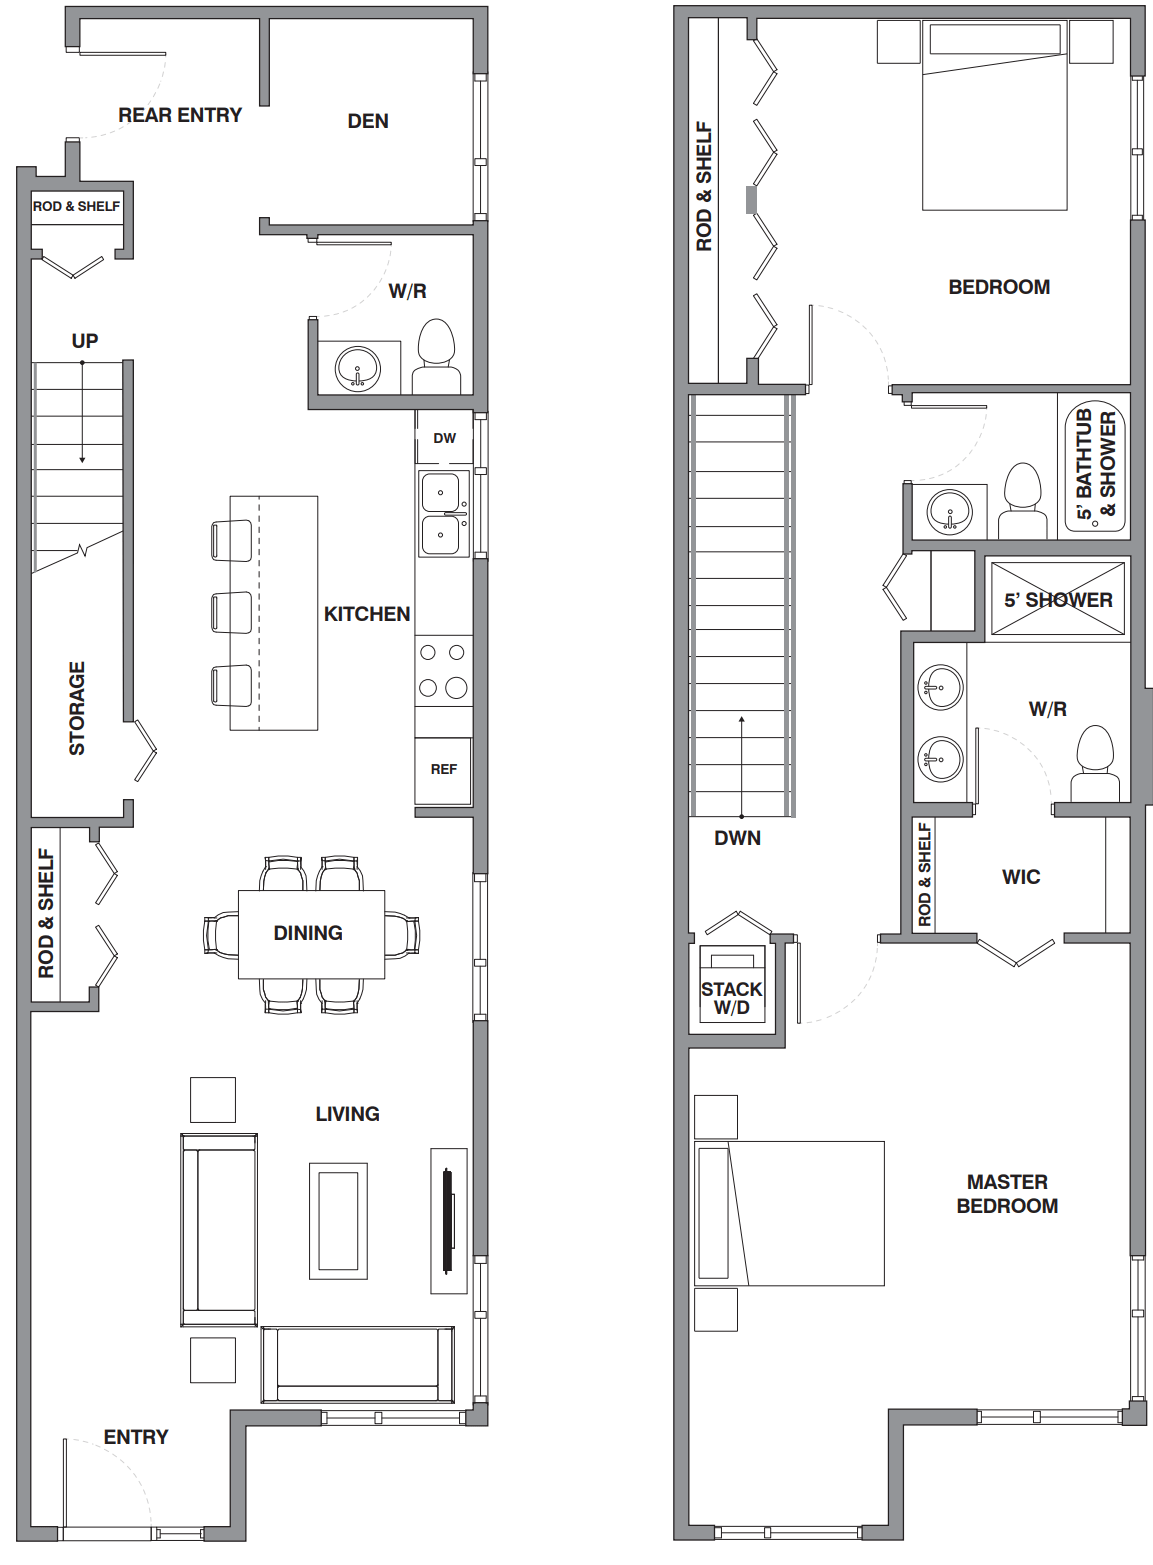 REAR ENTRY
DEN
ROD & SHELF
W/R
UP
DW
KITCHEN
STORAGE
REF
ROD & SHELF
DINING
LIVING
ENTRY
ROD & SHELF
BEDROOM
5' BATHTUB
& SHOWER
5' SHOWER
W/R
DWN
ROD & SHELF
WIC
STACK
W/D
MASTER
BEDROOM